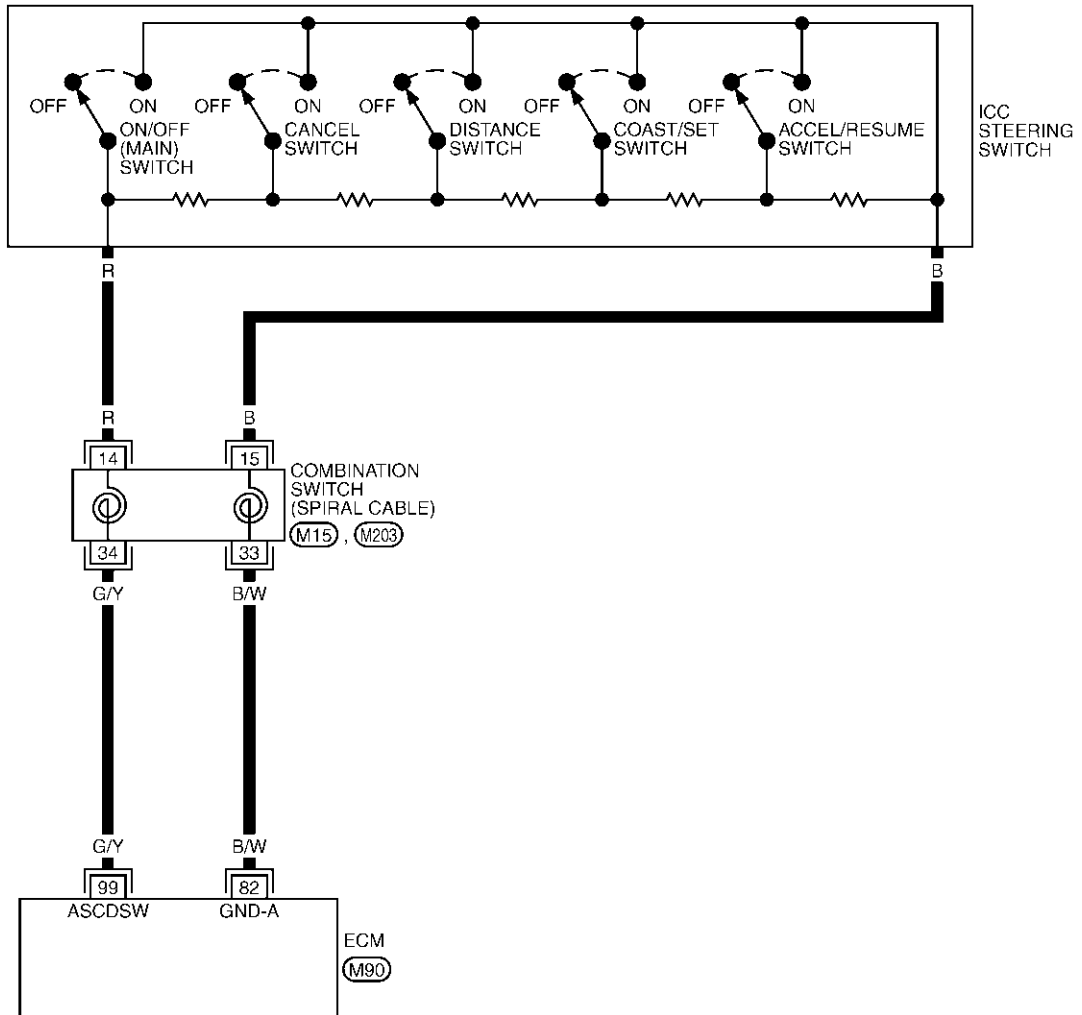 OFF ON OFF ON OFF ON OFF ON OFF ON
ON/OFF
(MAIN)
SWITCH
CANCEL
SWITCH
DISTANCE
SWITCH
COAST/SET
SWITCH
ACCEL/RESUME
SWITCH
ICC
STEERING
SWITCH
R B
R B
14 15
COMBINATION
SWITCH
(SPIRAL CABLE)
M15 , M203
34 33
G/Y B/W
G/Y B/W
99 82
ASCDSW GND-A
ECM
M90